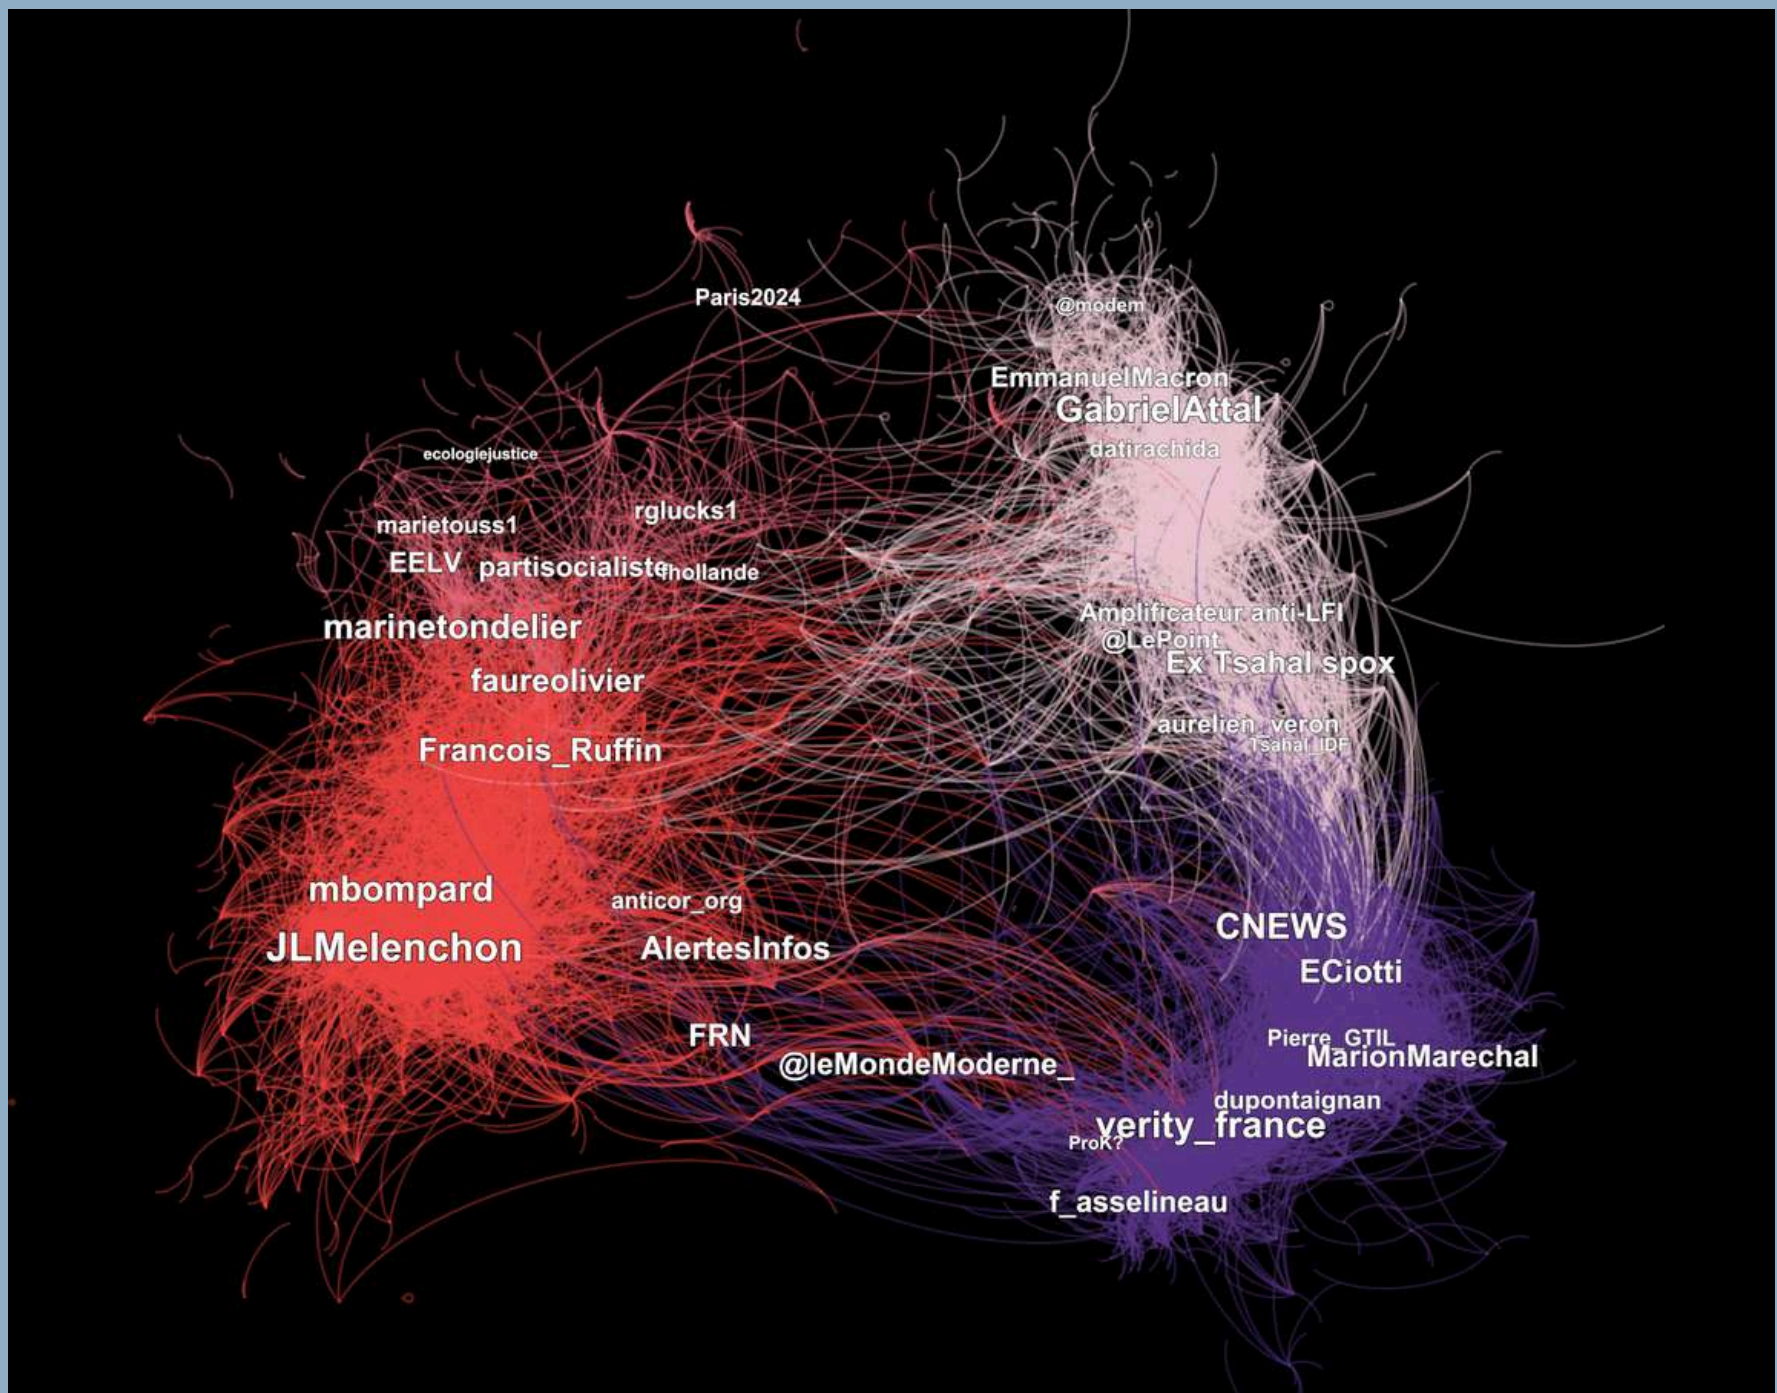 Paris2024
@modem
EmmanuelMacron
GabrielAttal
datirachida
ecologiejustice
rglucks1
marietouss1
EELV
partisocialiste
fhollande
marinetondelier
Amplificateur anti-LFI
@LePoint
Ex Tsahal spox
faureolivier
aurelien_veron
Tsahal_IDF
Francois_Ruffin
mbompard
anticor_org
CNEWS
JLMelenchon
AlertesInfos
ECiotti
FRN
Pierre_GTIL
MarionMarechal
@leMondeModerne_
dupontaignan
verity_france
ProK?
f_asselineau